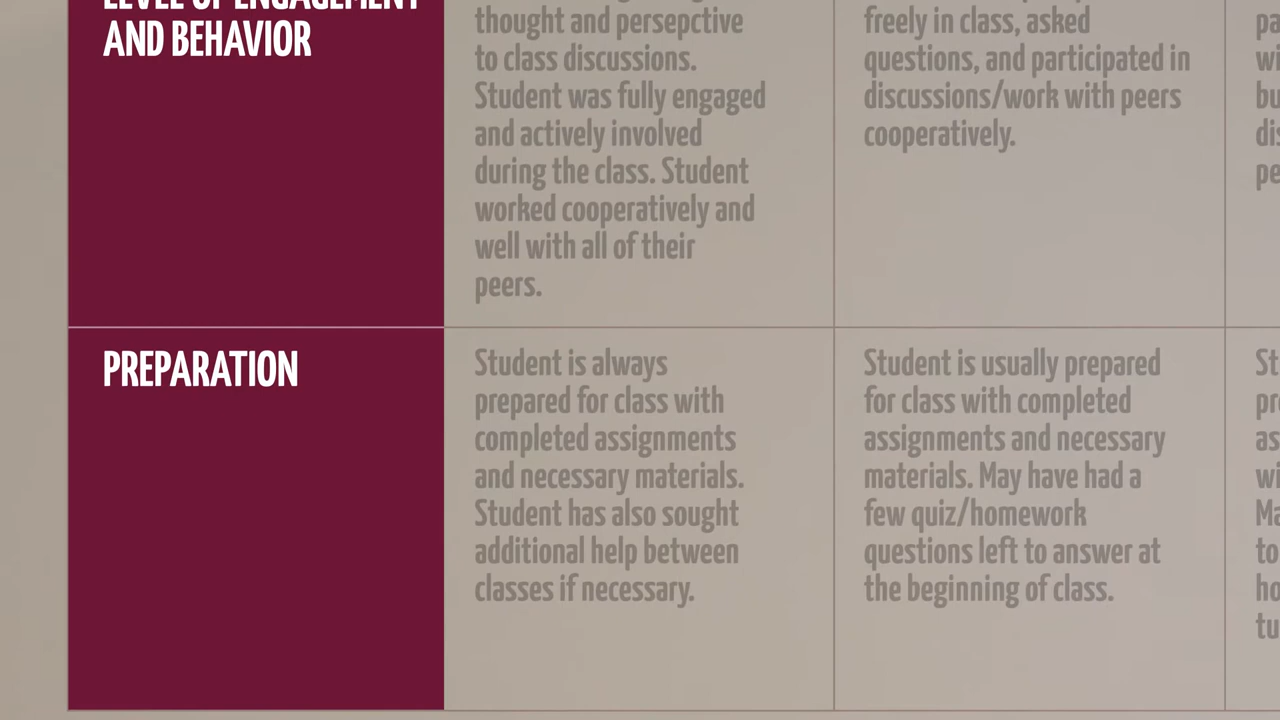 LEVEL OF ENGAGEMENT
AND BEHAVIOR
thought and persepctive
to class discussions.
Student was fully engaged
and actively involved
during the class. Student
worked cooperatively and
well with all of their
peers.
freely in class, asked
questions, and participated in
discussions/work with peers
cooperatively.
PREPARATION
Student is always
prepared for class with
completed assignments
and necessary materials.
Student has also sought
additional help between
classes if necessary.
Student is usually prepared
for class with completed
assignments and necessary
materials. May have had a
few quiz/homework
questions left to answer at
the beginning of class.